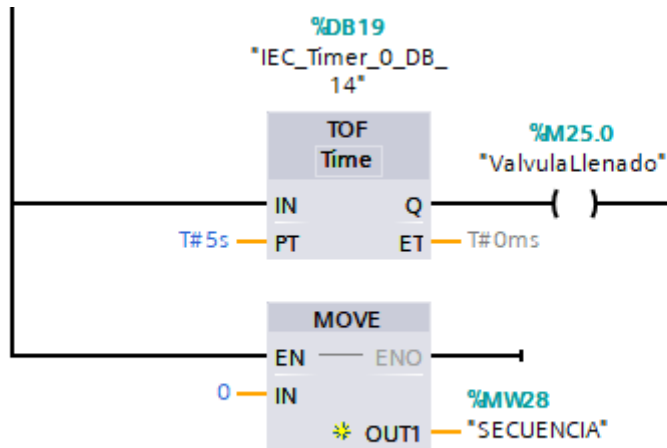 %DB19
"IEC_Timer_0_DB_
14"
TOF
Time
%M25.0
"ValvulaLlenado"
IN Q
T#5s PT ET T#0ms
MOVE
EN ENO
0 IN
%MW28
OUT1 "SECUENCIA"